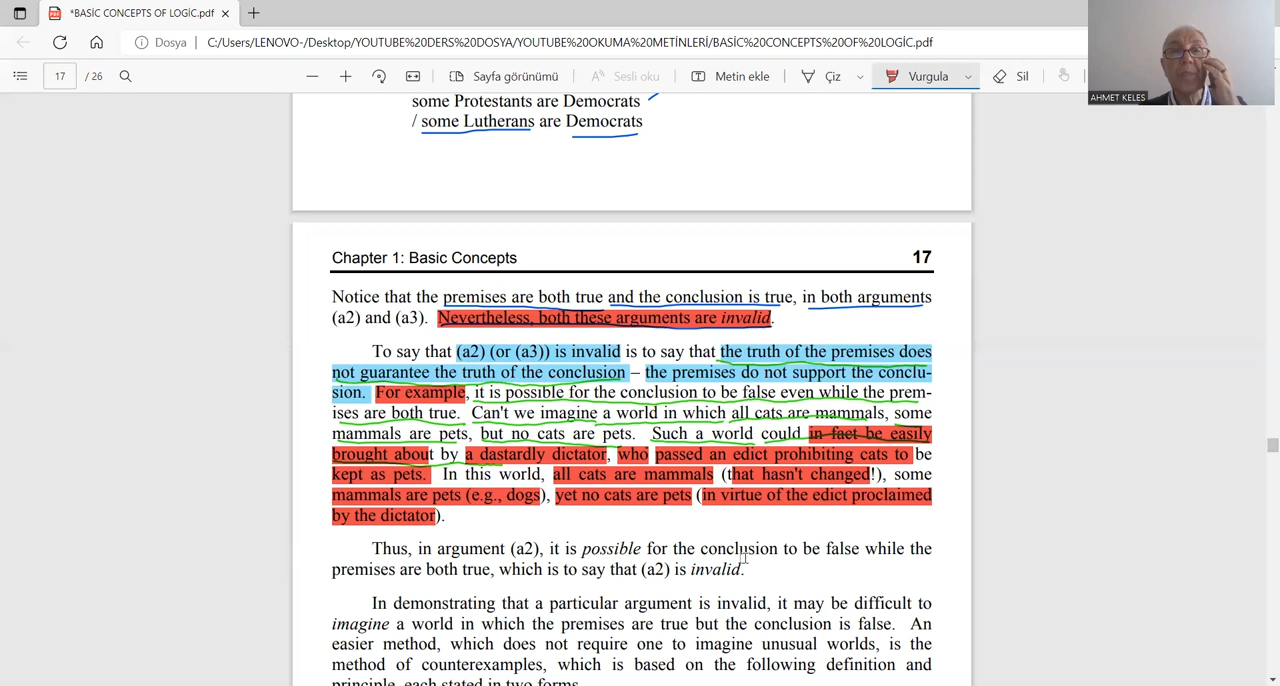 *BASİC CONCEPTS OF LOGİC.pdf
Dosya
C:/Users/LENOVO-/Desktop/YOUTUBE%20DERS%20DOSYA/YOUTUBE%20OKUMA%20METİNLERİ/BASİC%20CONCEPTS%20OF%20LOGİC.pdf
17 / 26
Sayfa görünümü
Sesli oku
Metin ekle
Çiz
Vurgula
Sil
AHMET KELES
some Protestants are Democrats
/ some Lutherans are Democrats
Chapter 1: Basic Concepts 17
Notice that the premises are both true and the conclusion is true, in both arguments
(a2) and (a3). Nevertheless, both these arguments are invalid.
To say that (a2) (or (a3)) is invalid is to say that the truth of the premises does
not guarantee the truth of the conclusion – the premises do not support the conclu-
sion. For example, it is possible for the conclusion to be false even while the prem-
ises are both true. Can't we imagine a world in which all cats are mammals, some
mammals are pets, but no cats are pets. Such a world could in fact be easily
brought about by a dastardly dictator, who passed an edict prohibiting cats to be
kept as pets. In this world, all cats are mammals (that hasn't changed!), some
mammals are pets (e.g., dogs), yet no cats are pets (in virtue of the edict proclaimed
by the dictator).
Thus, in argument (a2), it is possible for the conclusion to be false while the
premises are both true, which is to say that (a2) is invalid.
In demonstrating that a particular argument is invalid, it may be difficult to
imagine a world in which the premises are true but the conclusion is false. An
easier method, which does not require one to imagine unusual worlds, is the
method of counterexamples, which is based on the following definition and
principle, each stated in two forms.